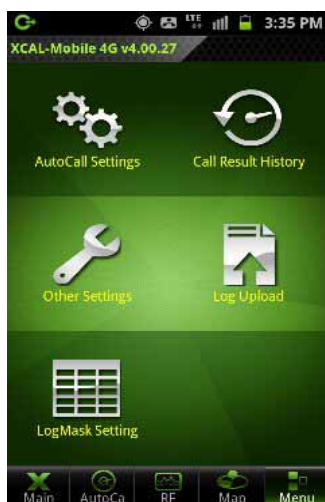 LTE 3:35 PM
XCAL-Mobile 4G v4.00.27
AutoCall Settings Call Result History
Other Settings Log Upload
LogMask Setting
Main AutoCa RF Map Menu